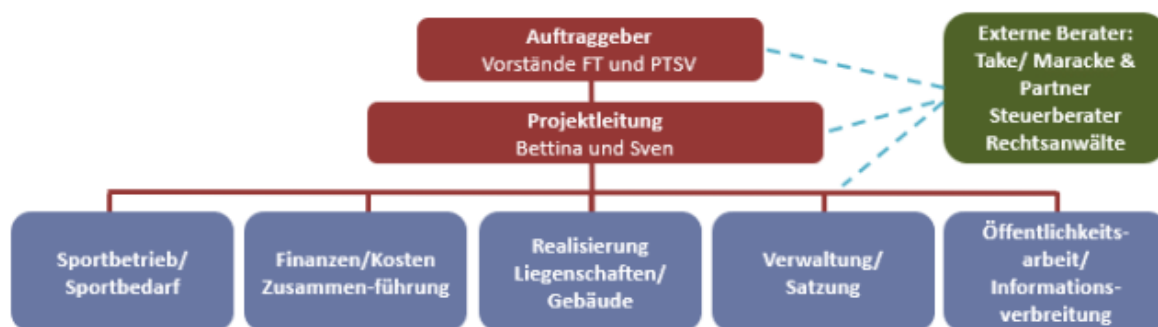 Auftraggeber
Vorstände FT und PTSV
Externe Berater:
Take/ Maracke &
Partner
Steuerberater
Rechtsanwälte
Projektleitung
Bettina und Sven
Sportbetrieb/
Sportbedarf
Finanzen/Kosten
Zusammen-führung
Realisierung
Liegenschaften/
Gebäude
Verwaltung/
Satzung
Öffentlichkeits-
arbeit/
Informations-
verbreitung